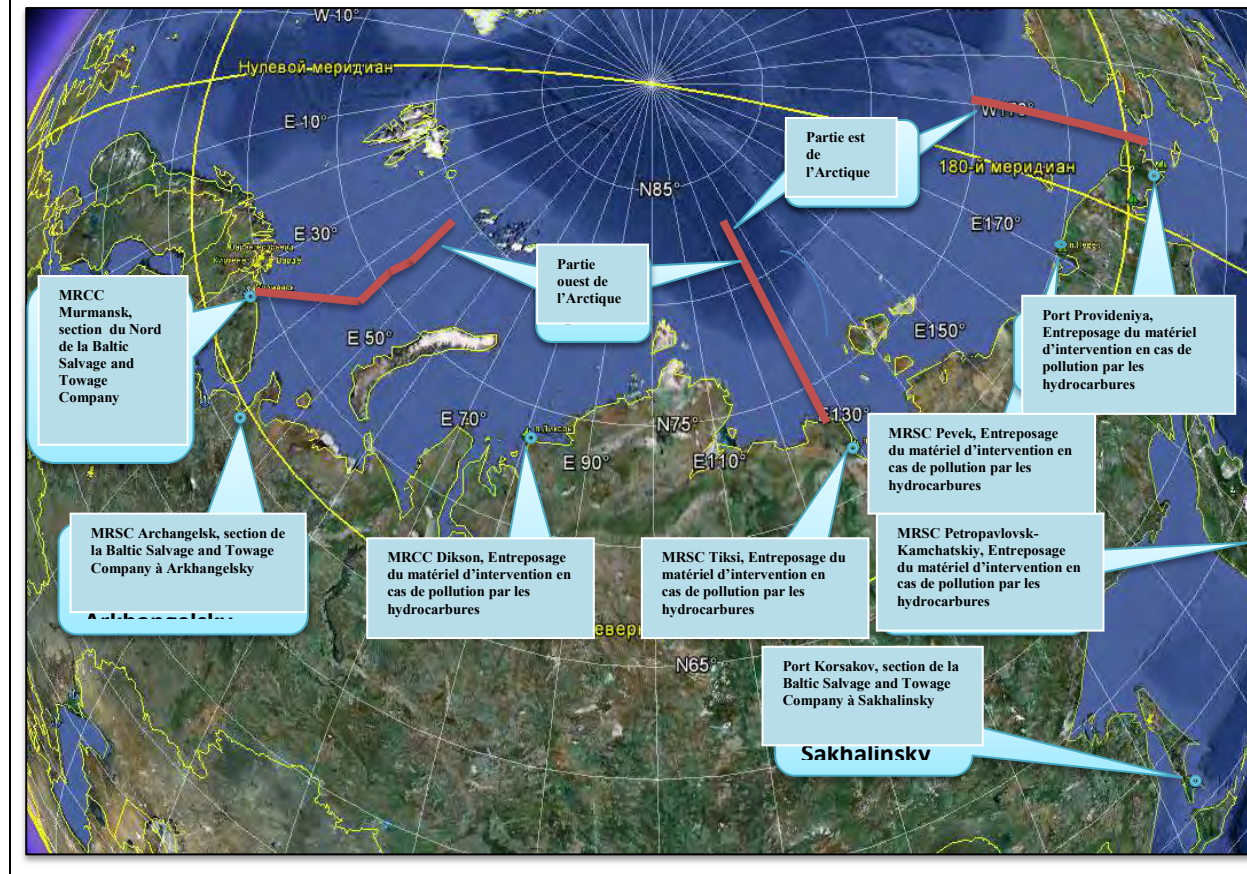 W 10°
Нулевой меридиан
E 10°
W170°
Partie est
de
l’Arctique
180-й меридиан
N85°
E170°
E 30°
Киркенес
Partie
ouest de
l’Arctique
MRCC
Murmansk,
section du Nord
de la Baltic
Salvage and
Towage
Company
Port Provideniya,
Entreposage du matériel
d’intervention en cas de
pollution par les
hydrocarbures
E 50°
E150°
E 70°
п.Диксон
N75°
E130°
E 90°
E110°
MRSC Pevek, Entreposage
du matériel d’intervention en
cas de pollution par les
hydrocarbures
MRSC Archangelsk, section de
la Baltic Salvage and Towage
Company à Arkhangelsky
Arkhangelsky
MRCC Dikson, Entreposage
du matériel d’intervention en
cas de pollution par les
hydrocarbures
MRSC Tiksi, Entreposage du
matériel d’intervention en
cas de pollution par les
hydrocarbures
MRSC Petropavlovsk-
Kamchatskiy, Entreposage
du matériel d’intervention en
cas de pollution par les
hydrocarbures
N65°
Port Korsakov, section de la
Baltic Salvage and Towage
Company à Sakhalinsky
Sakhalinsky